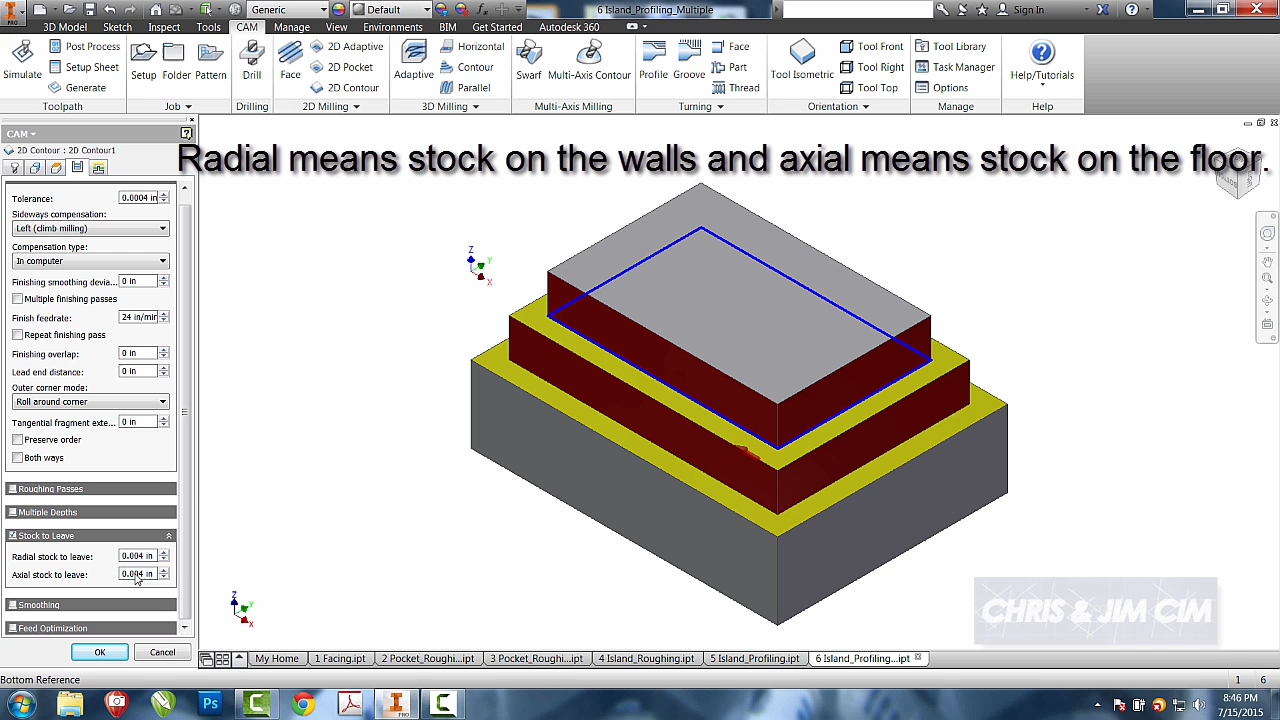 Generic
Default
6 Island_Profiling_Multiple
Sign In
PRO
3D Model Sketch Inspect Tools CAM Manage View Environments BIM Get Started Autodesk 360
Simulate
Post Process
Setup Sheet
Generate
Toolpath
Setup Folder
Job
Drill
Drilling
Face
2D Adaptive
2D Pocket
2D Contour
2D Milling
Adaptive
Horizontal
Contour
Parallel
3D Milling
Swarf Multi-Axis Contour
Multi-Axis Milling
Profile Groove
Face
Part
Thread
Turning
Tool Isometric
Tool Front
Tool Right
Tool Top
Orientation
Tool Library
Task Manager
Options
Manage
Help/Tutorials
Help
CAM
2D Contour : 2D Contour1
Radial means stock on the walls and axial means stock on the floor.
Tolerance: 0.0004 in
Sideways compensation:
Left (climb milling)
Compensation type:
In computer
Finishing smoothing devia... 0 in
Multiple finishing passes
Finish feedrate: 24 in/min
Repeat finishing pass
Finishing overlap: 0 in
Lead end distance: 0 in
Outer corner mode:
Roll around corner
Tangential fragment exte... 0 in
Preserve order
Both ways
Roughing Passes
Multiple Depths
Stock to Leave
Radial stock to leave: 0.004 in
Axial stock to leave: 0.004 in
Smoothing
Feed Optimization
OK Cancel
Z
Y
X
Z
Y
X
CHRIS & JIM CIM
My Home 1 Facing.ipt 2 Pocket_Roughi...ipt 3 Pocket_Roughi...ipt 4 Island_Roughing.ipt 5 Island_Profiling.ipt 6 Island_Profiling...ipt
Bottom Reference 1 6
Ps
PRO
8:46 PM
7/15/2015